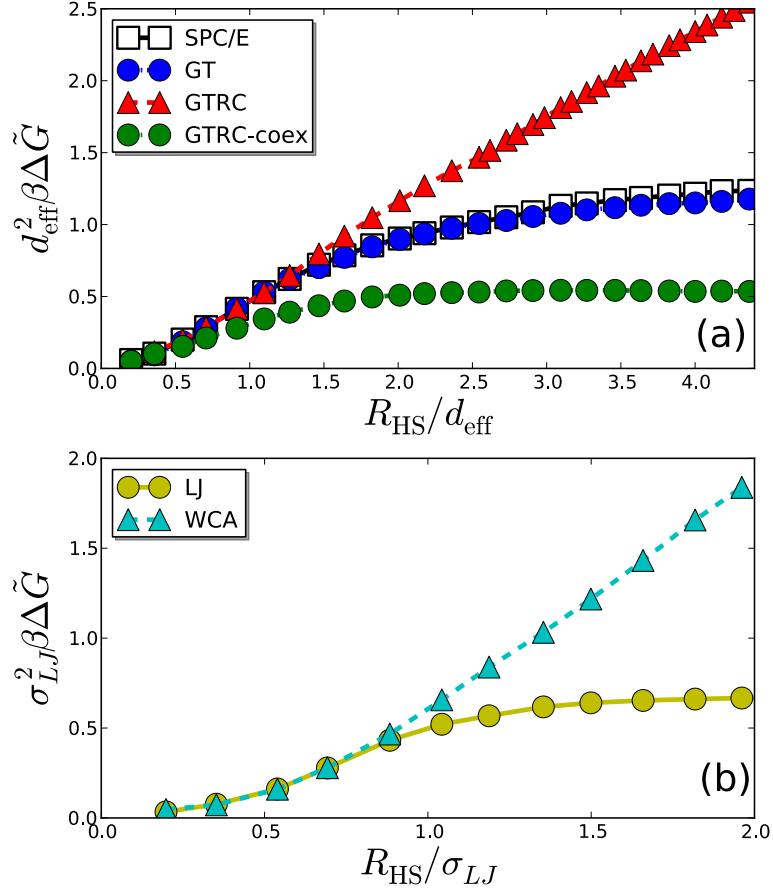 2.5
2.0
1.5
1.0
0.5
0.0
d²_eff βΔG̃
SPC/E
GT
GTRC
GTRC-coex
(a)
0.0 0.5 1.0 1.5 2.0 2.5 3.0 3.5 4.0
R_HS/d_eff
2.0
1.5
1.0
0.5
0.0
σ²_LJ βΔG̃
LJ
WCA
(b)
0.0 0.5 1.0 1.5 2.0
R_HS/σ_LJ